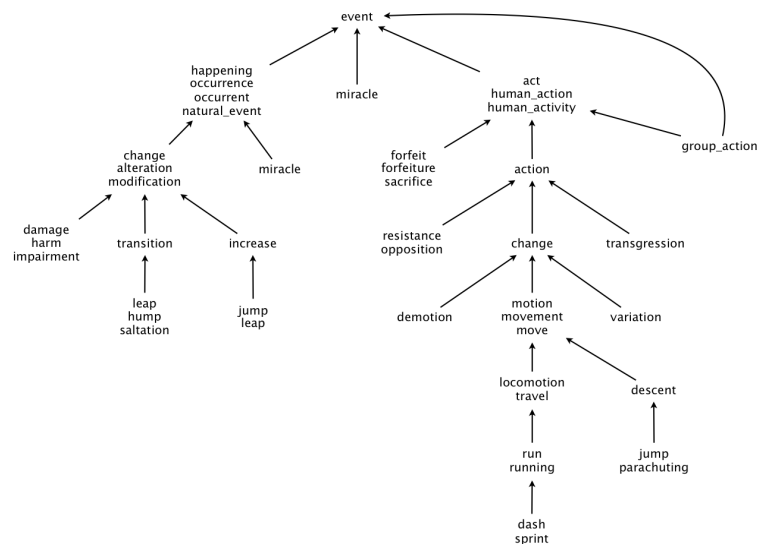 event
happening
occurrence
occurrent
natural_event
miracle
act
human_action
human_activity
group_action
change
alteration
modification
miracle
forfeit
forfeiture
sacrifice
action
damage
harm
impairment
transition
increase
resistance
opposition
change
transgression
leap
hump
saltation
jump
leap
demotion
motion
movement
move
variation
locomotion
travel
descent
run
running
jump
parachuting
dash
sprint